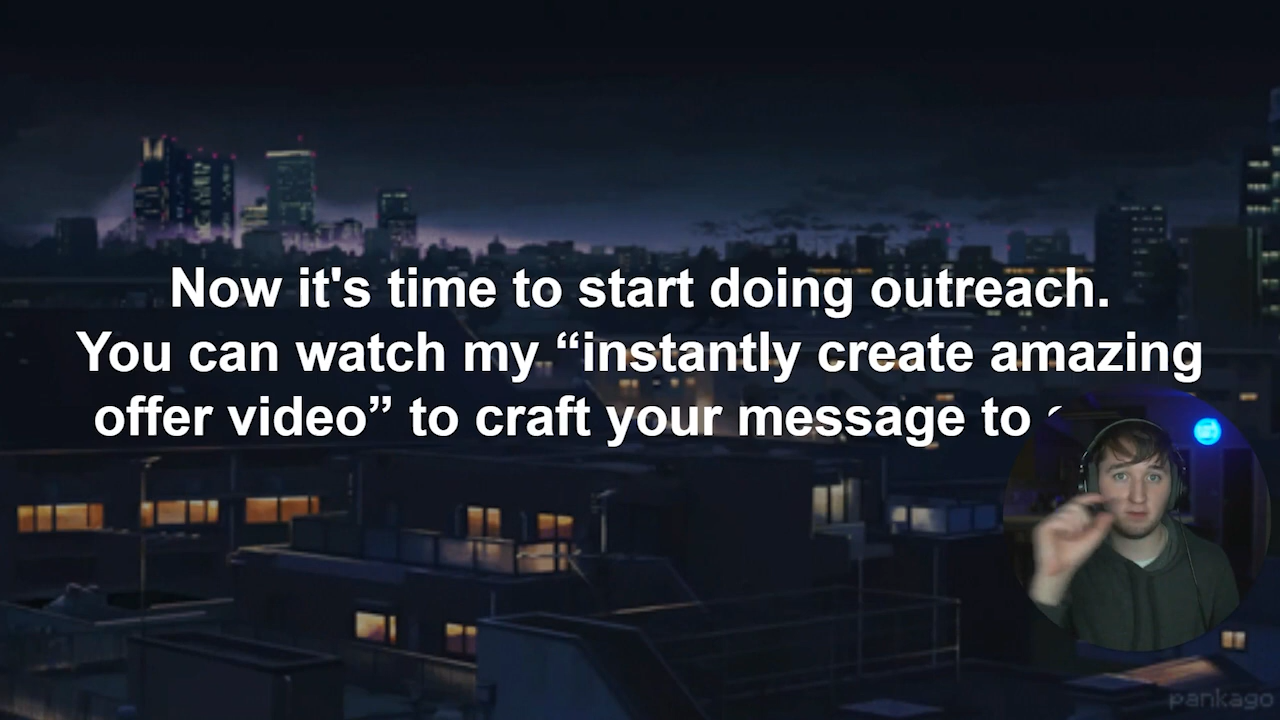 Now it's time to start doing outreach.
You can watch my “instantly create amazing
offer video” to craft your message to
pankago